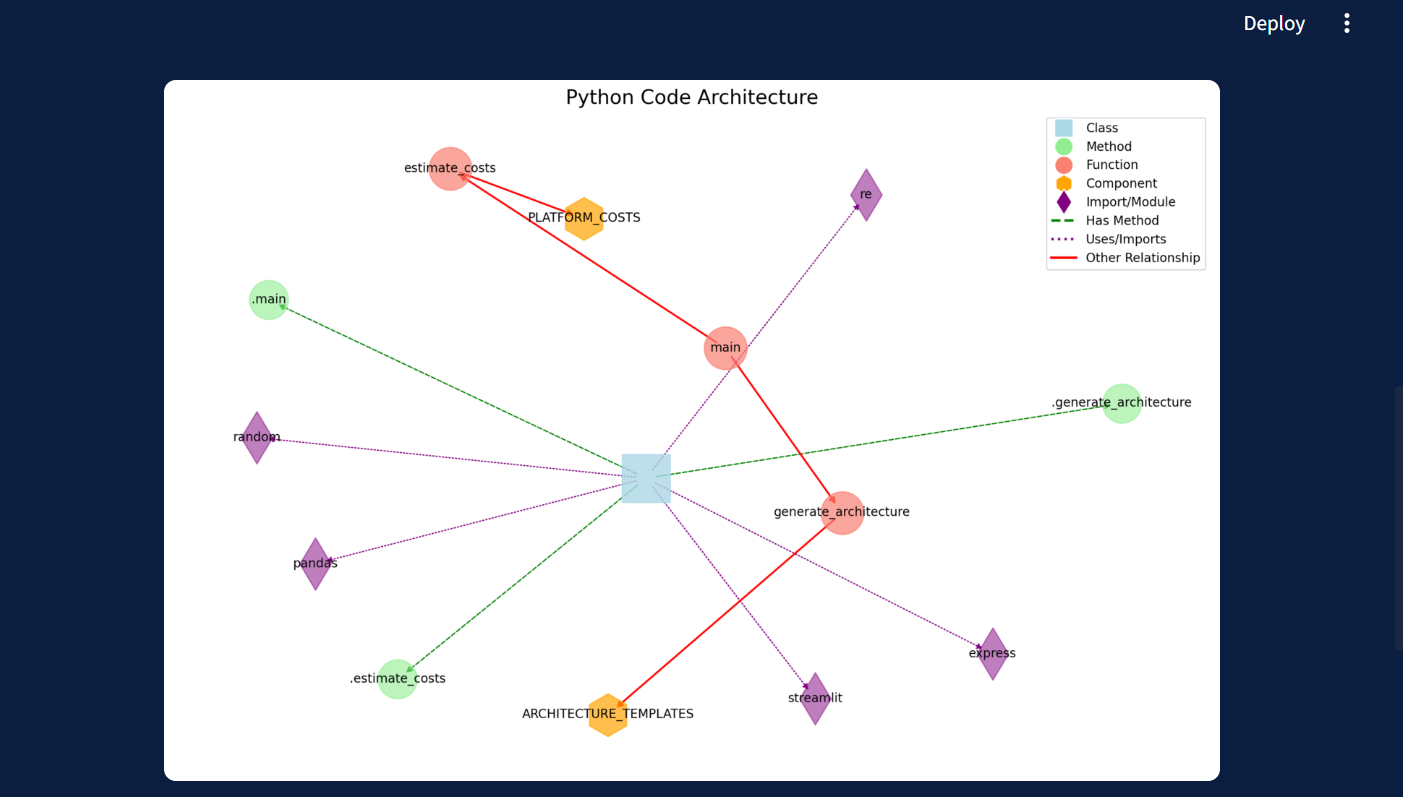 Deploy
Python Code Architecture
Class
Method
Function
Component
Import/Module
Has Method
Uses/Imports
Other Relationship
estimate_costs
re
PLATFORM_COSTS
.main
main
.generate_architecture
random
generate_architecture
pandas
express
.estimate_costs
streamlit
ARCHITECTURE_TEMPLATES